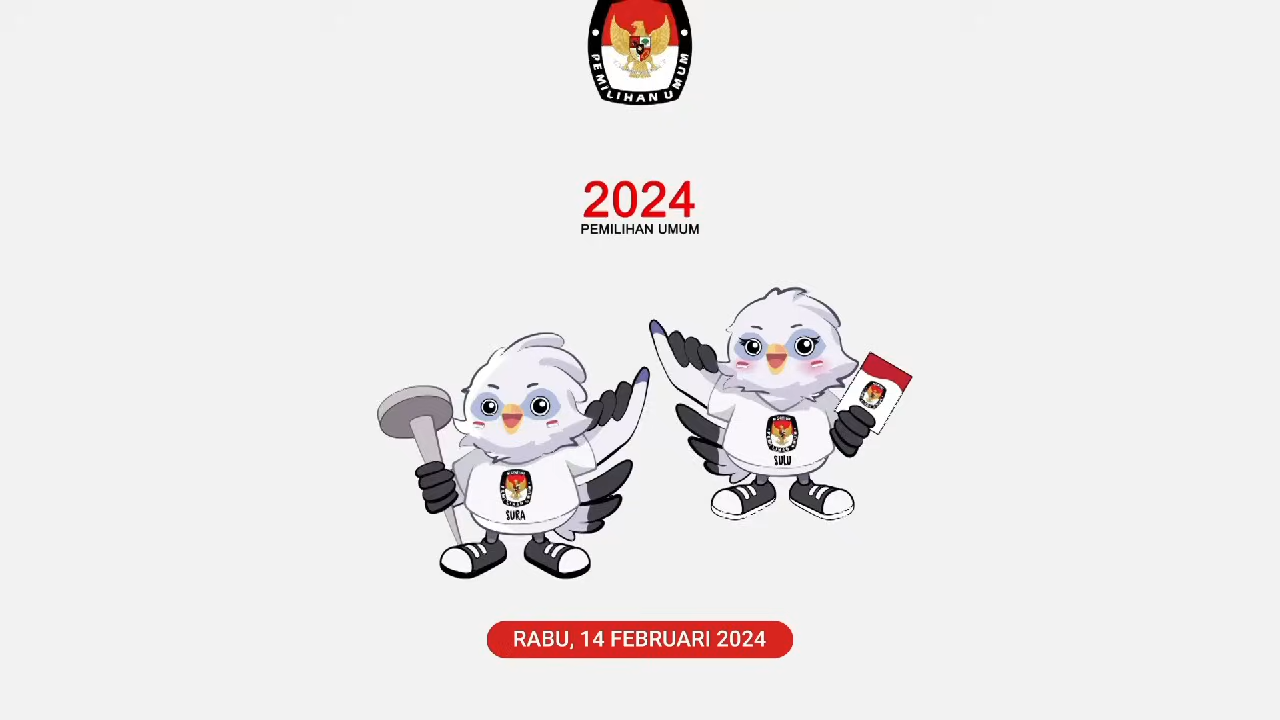 PEMILIHAN UMUM
2024
PEMILIHAN UMUM
SULU
SURA
RABU, 14 FEBRUARI 2024